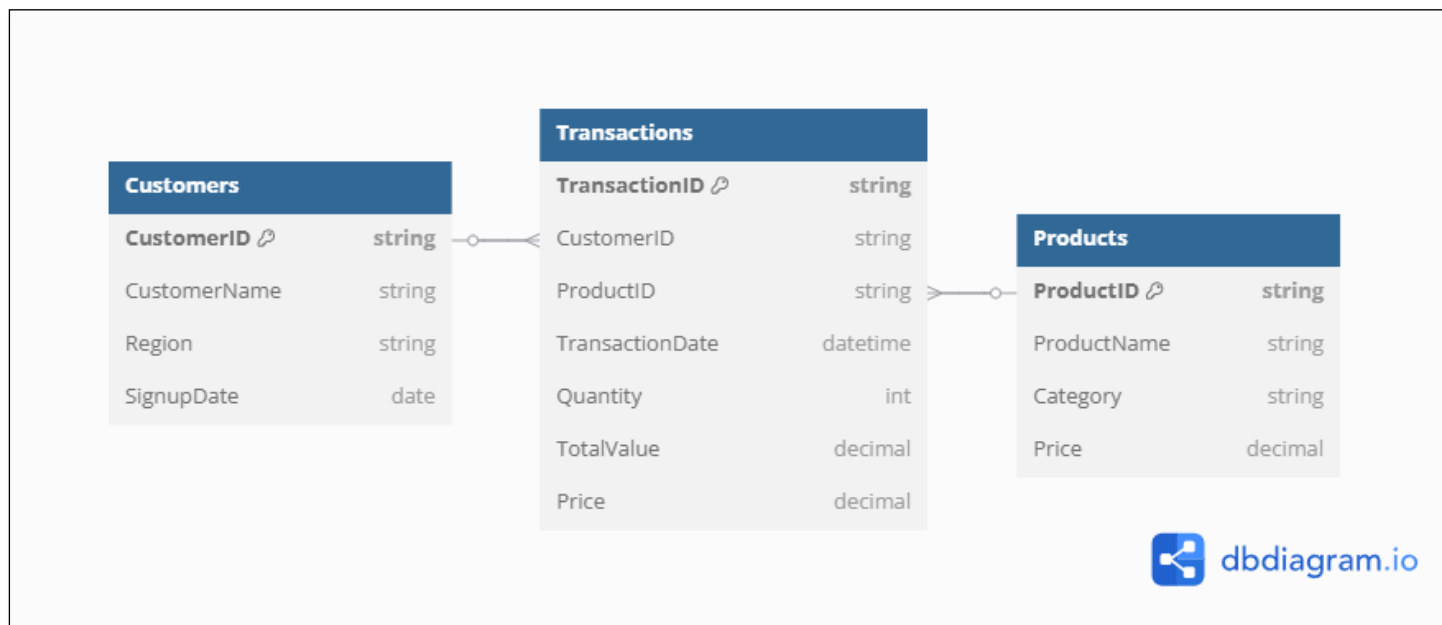 Customers
CustomerID string
CustomerName string
Region string
SignupDate date
Transactions
TransactionID string
CustomerID string
ProductID string
TransactionDate datetime
Quantity int
TotalValue decimal
Price decimal
Products
ProductID string
ProductName string
Category string
Price decimal
dbdiagram.io